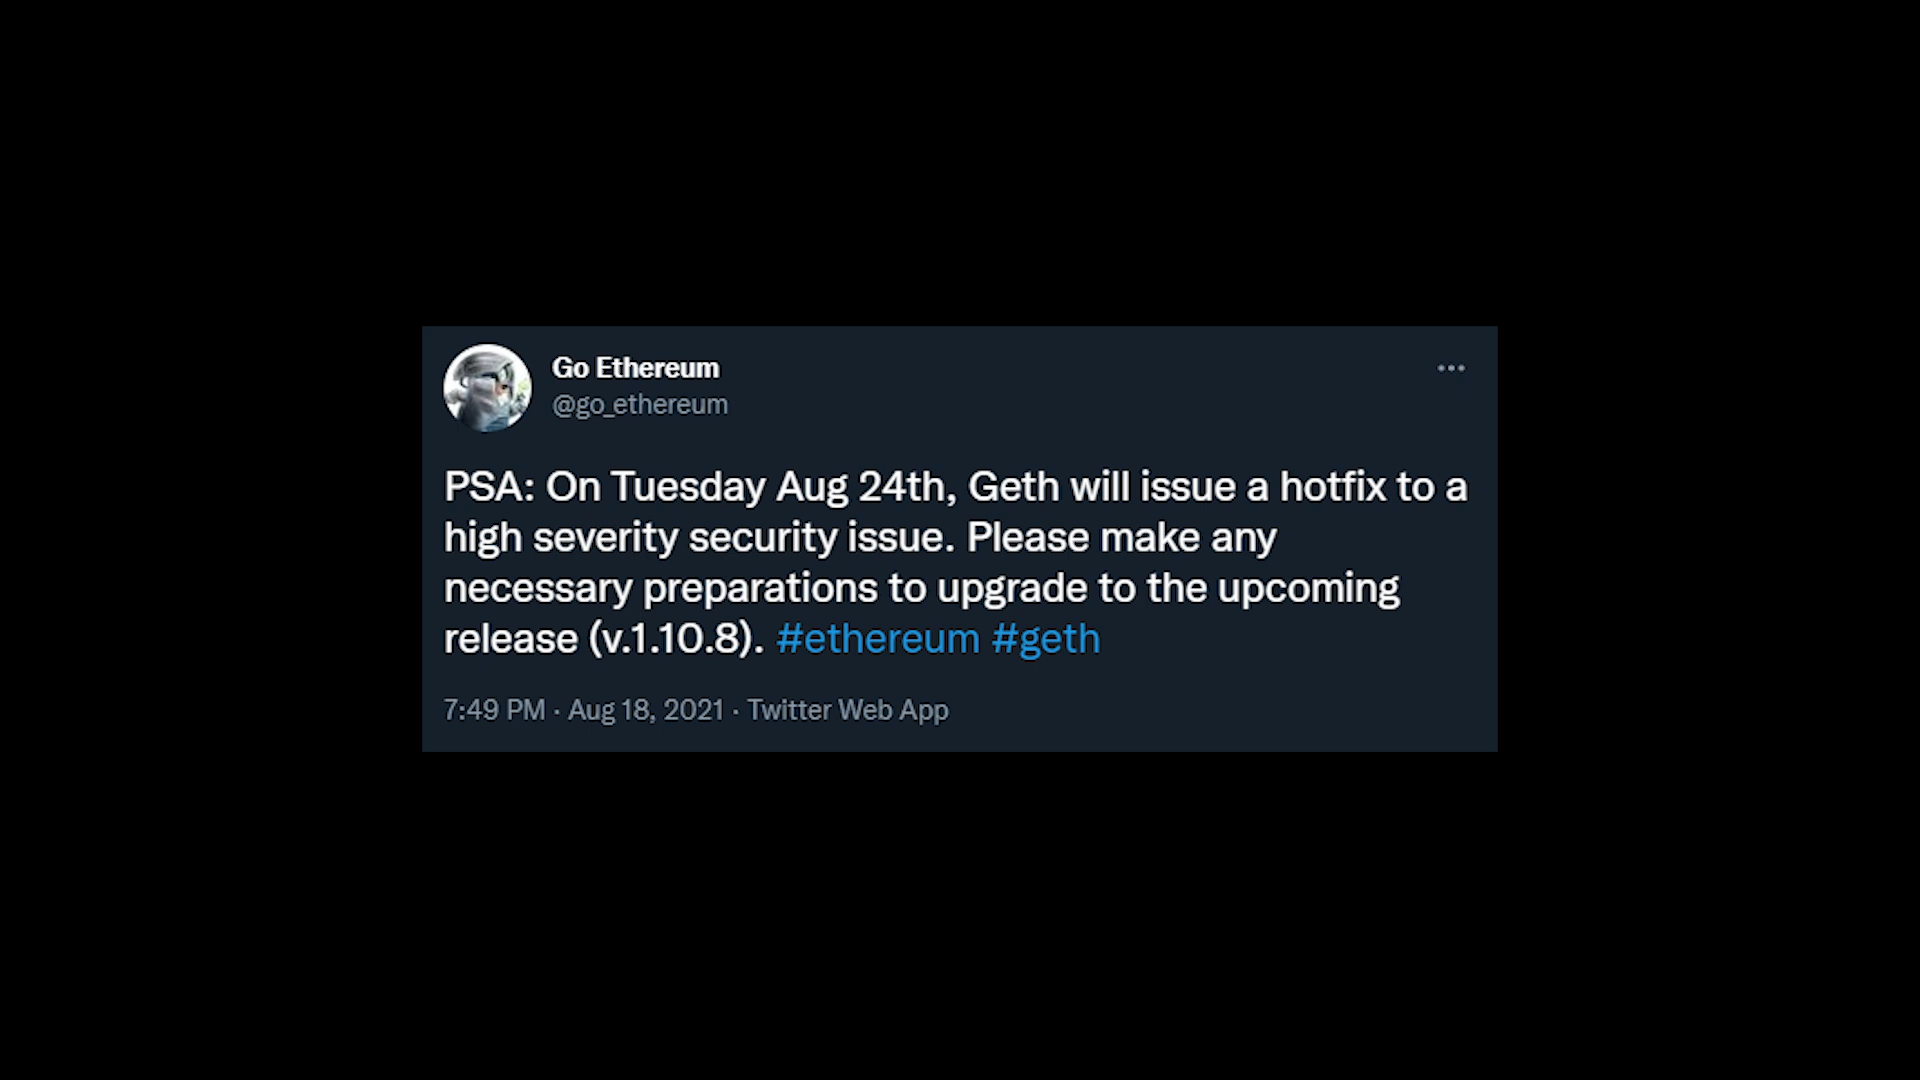 Go Ethereum
@go_ethereum
PSA: On Tuesday Aug 24th, Geth will issue a hotfix to a
high severity security issue. Please make any
necessary preparations to upgrade to the upcoming
release (v.1.10.8). #ethereum #geth
7:49 PM · Aug 18, 2021 · Twitter Web App